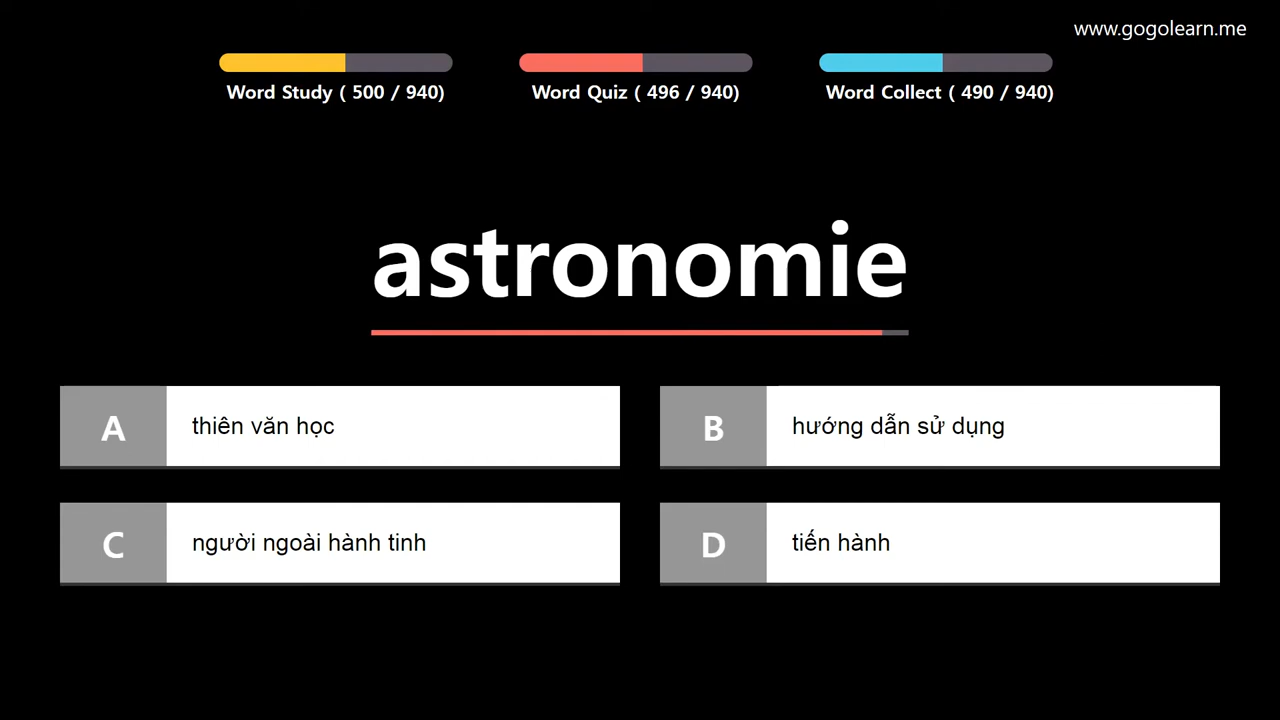 www.gogolearn.me
Word Study ( 500 / 940)
Word Quiz ( 496 / 940)
Word Collect ( 490 / 940)
astronomie
A
thiên văn học
B
hướng dẫn sử dụng
C
người ngoài hành tinh
D
tiến hành